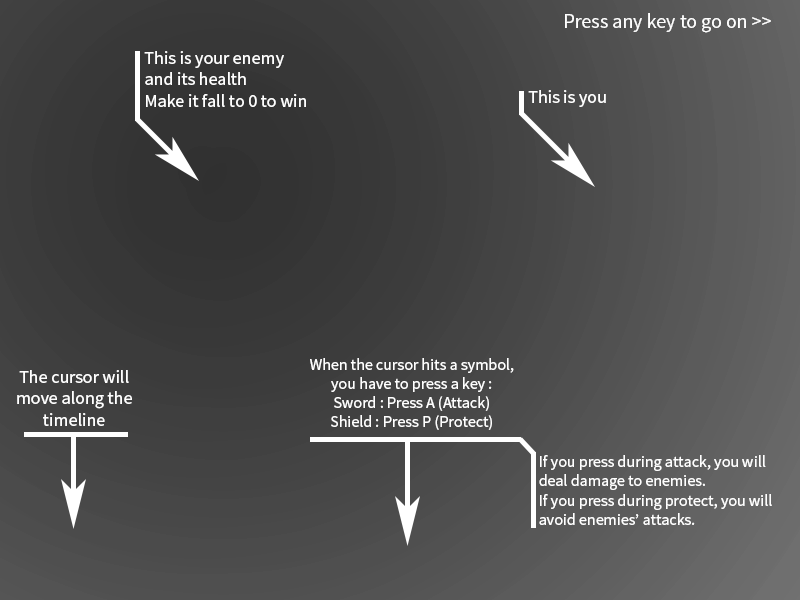 Press any key to go on >>
This is your enemy
and its health
Make it fall to 0 to win
This is you
The cursor will
move along the
timeline
When the cursor hits a symbol,
you have to press a key :
Sword : Press A (Attack)
Shield : Press P (Protect)
If you press during attack, you will
deal damage to enemies.
If you press during protect, you will
avoid enemies’ attacks.